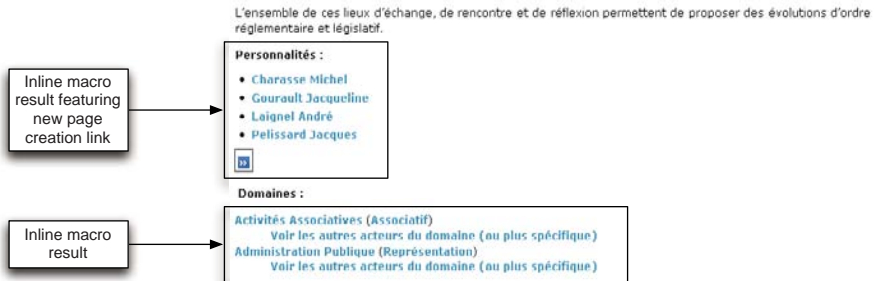 L'ensemble de ces lieux d'échange, de rencontre et de réflexion permettent de proposer des évolutions d'ordre
réglementaire et législatif.
Personnalités :
• Charasse Michel
• Gourault Jacqueline
• Laignel André
• Pelissard Jacques
»
Inline macro
result featuring
new page
creation link
Domaines :
Activités Associatives (Associatif)
Voir les autres acteurs du domaine (ou plus spécifique)
Administration Publique (Représentation)
Voir les autres acteurs du domaine (ou plus spécifique)
Inline macro
result